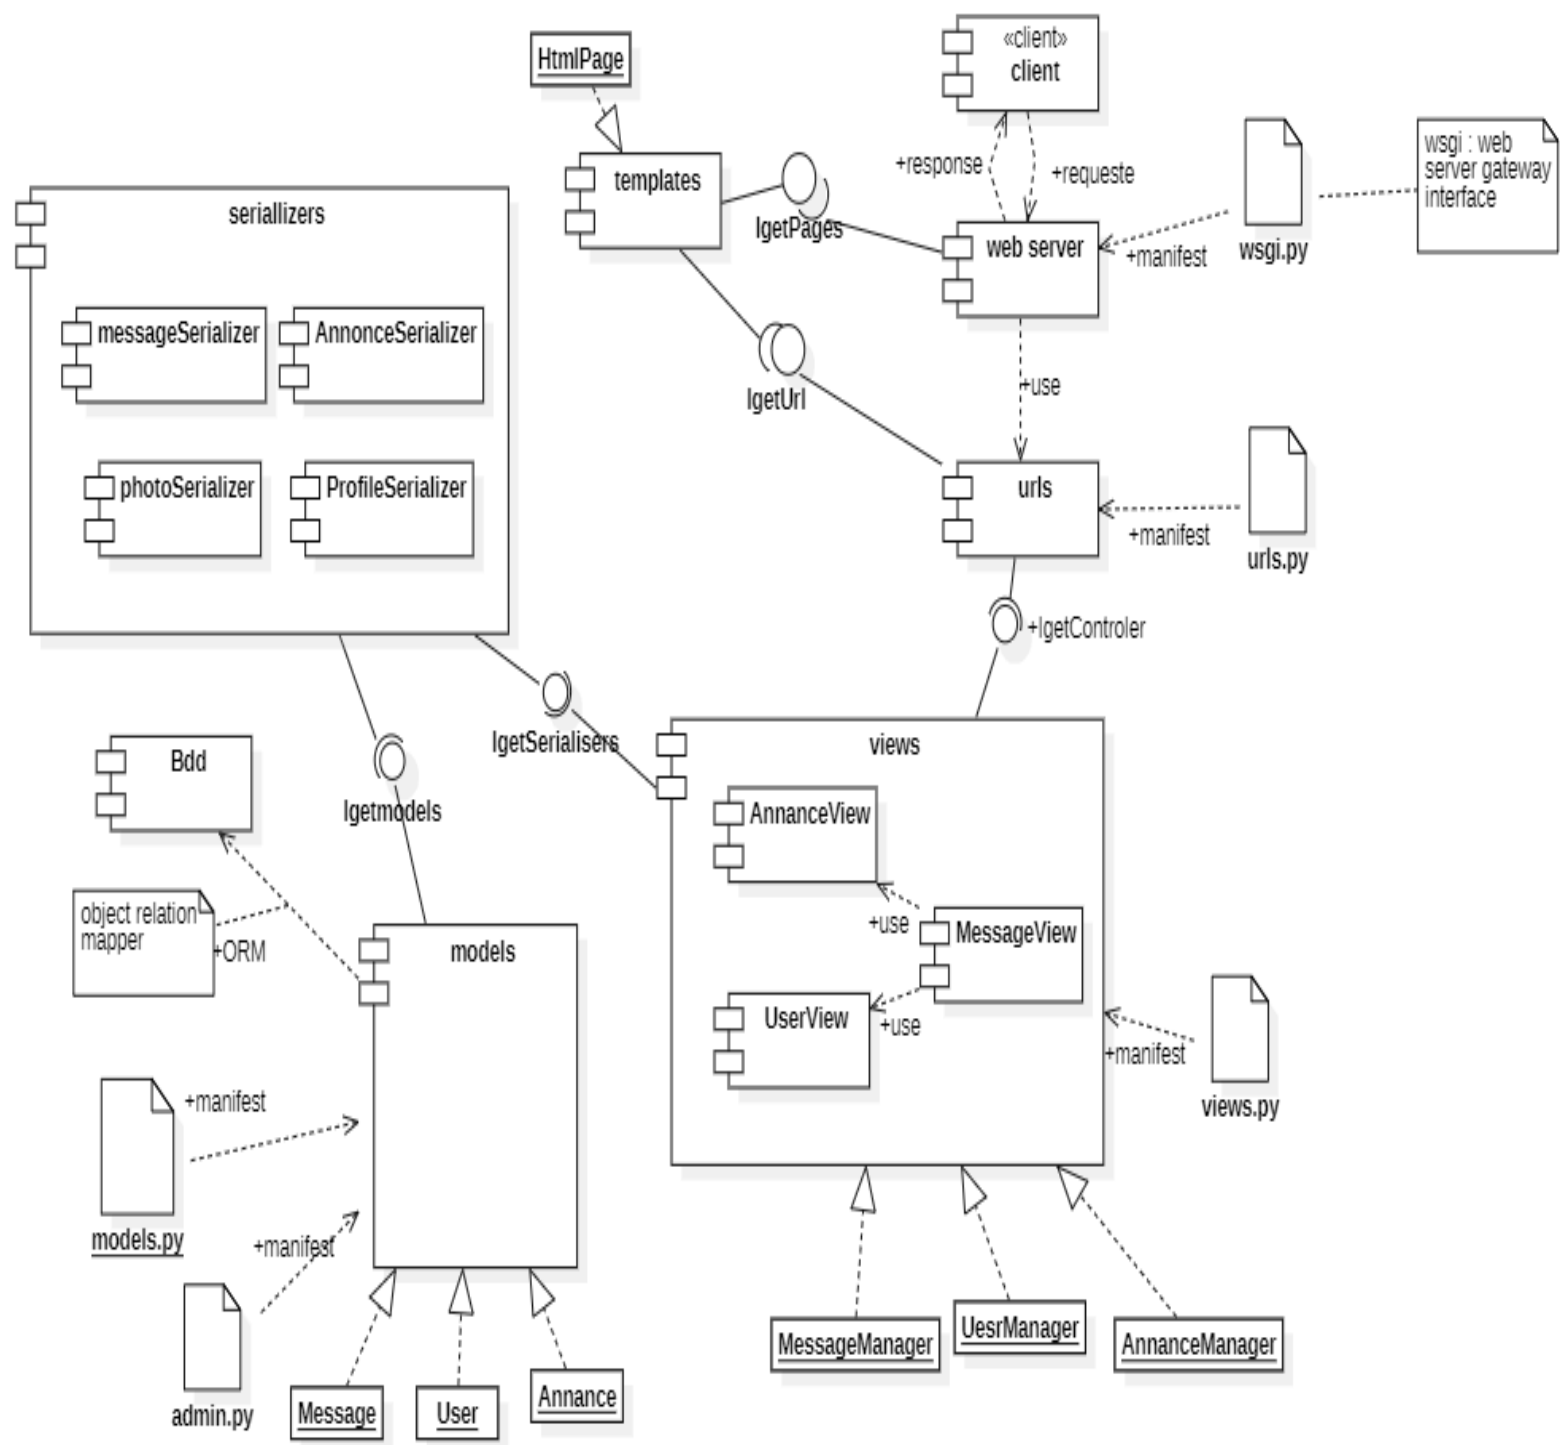 HtmlPage
«client»
client
+response
+requeste
wsgi : web
server gateway
interface
templates
seriallizers
IgetPages
web server
+manifest
wsgi.py
messageSerializer
AnnonceSerializer
IgetUrl
+use
photoSerializer
ProfileSerializer
urls
+manifest
urls.py
+IgetControler
IgetSerialisers
views
Bdd
Igetmodels
AnnanceView
object relation
mapper
+ORM
models
+use
MessageView
UserView
+use
+manifest
views.py
+manifest
models.py
+manifest
admin.py
MessageManager
UesrManager
AnnanceManager
Message
User
Annance